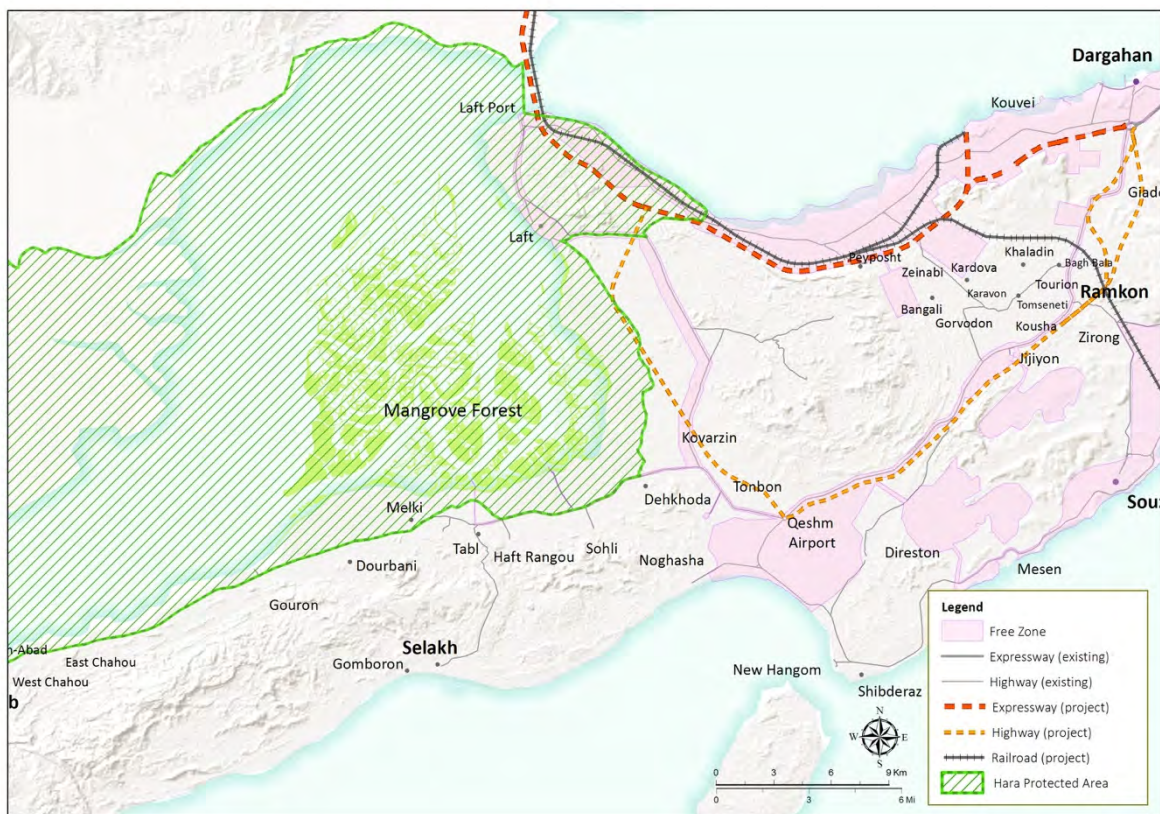 Dargahan
Kouvei
Laft Port
Giade
Laft
Peyposht
Khaladin
Bagh Bala
Zeinabi
Kardova
Tourion
Karavon
Ramkon
Tomseneti
Bangali
Gorvodon
Kousha
Zirong
Jijiyon
Mangrove Forest
Kovarzin
Tonbon
Dehkhoda
Melki
Qeshm
Airport
Souz
Tabl
Haft Rangou
Sohli
Noghasha
Direston
Dourbani
Mesen
Gouron
n-Abad
East Chahou
West Chahou
b
Selakh
Gomboron
New Hangom
Shibderaz
N
W
E
S
0 3 6 9 Km
0 3 6 Mi
Legend
Free Zone
Expressway (existing)
Highway (existing)
Expressway (project)
Highway (project)
Railroad (project)
Hara Protected Area